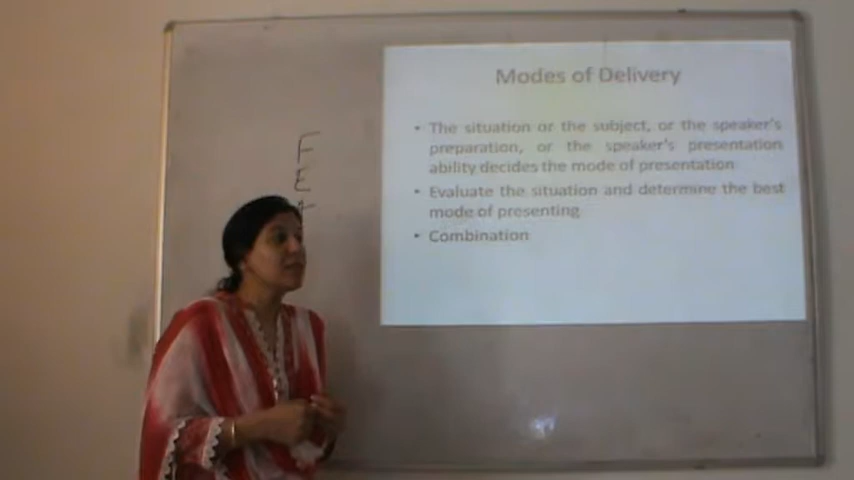 Modes of Delivery
• The situation or the subject, or the speaker's
preparation, or the speaker's presentation
ability decides the mode of presentation
• Evaluate the situation and determine the best
mode of presenting
• Combination
F
E